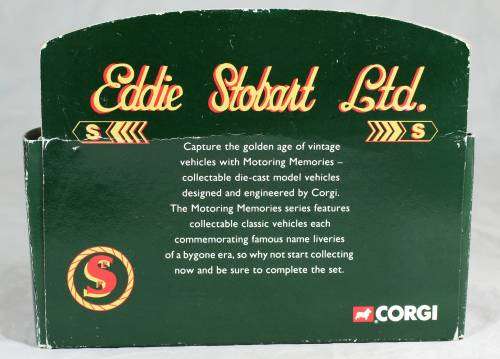 Eddie Stobart Ltd.
S S
Capture the golden age of vintage
vehicles with Motoring Memories –
collectable die-cast model vehicles
designed and engineered by Corgi.
The Motoring Memories series features
collectable classic vehicles each
commemorating famous name liveries
of a bygone era, so why not start collecting
now and be sure to complete the set.
S
CORGI